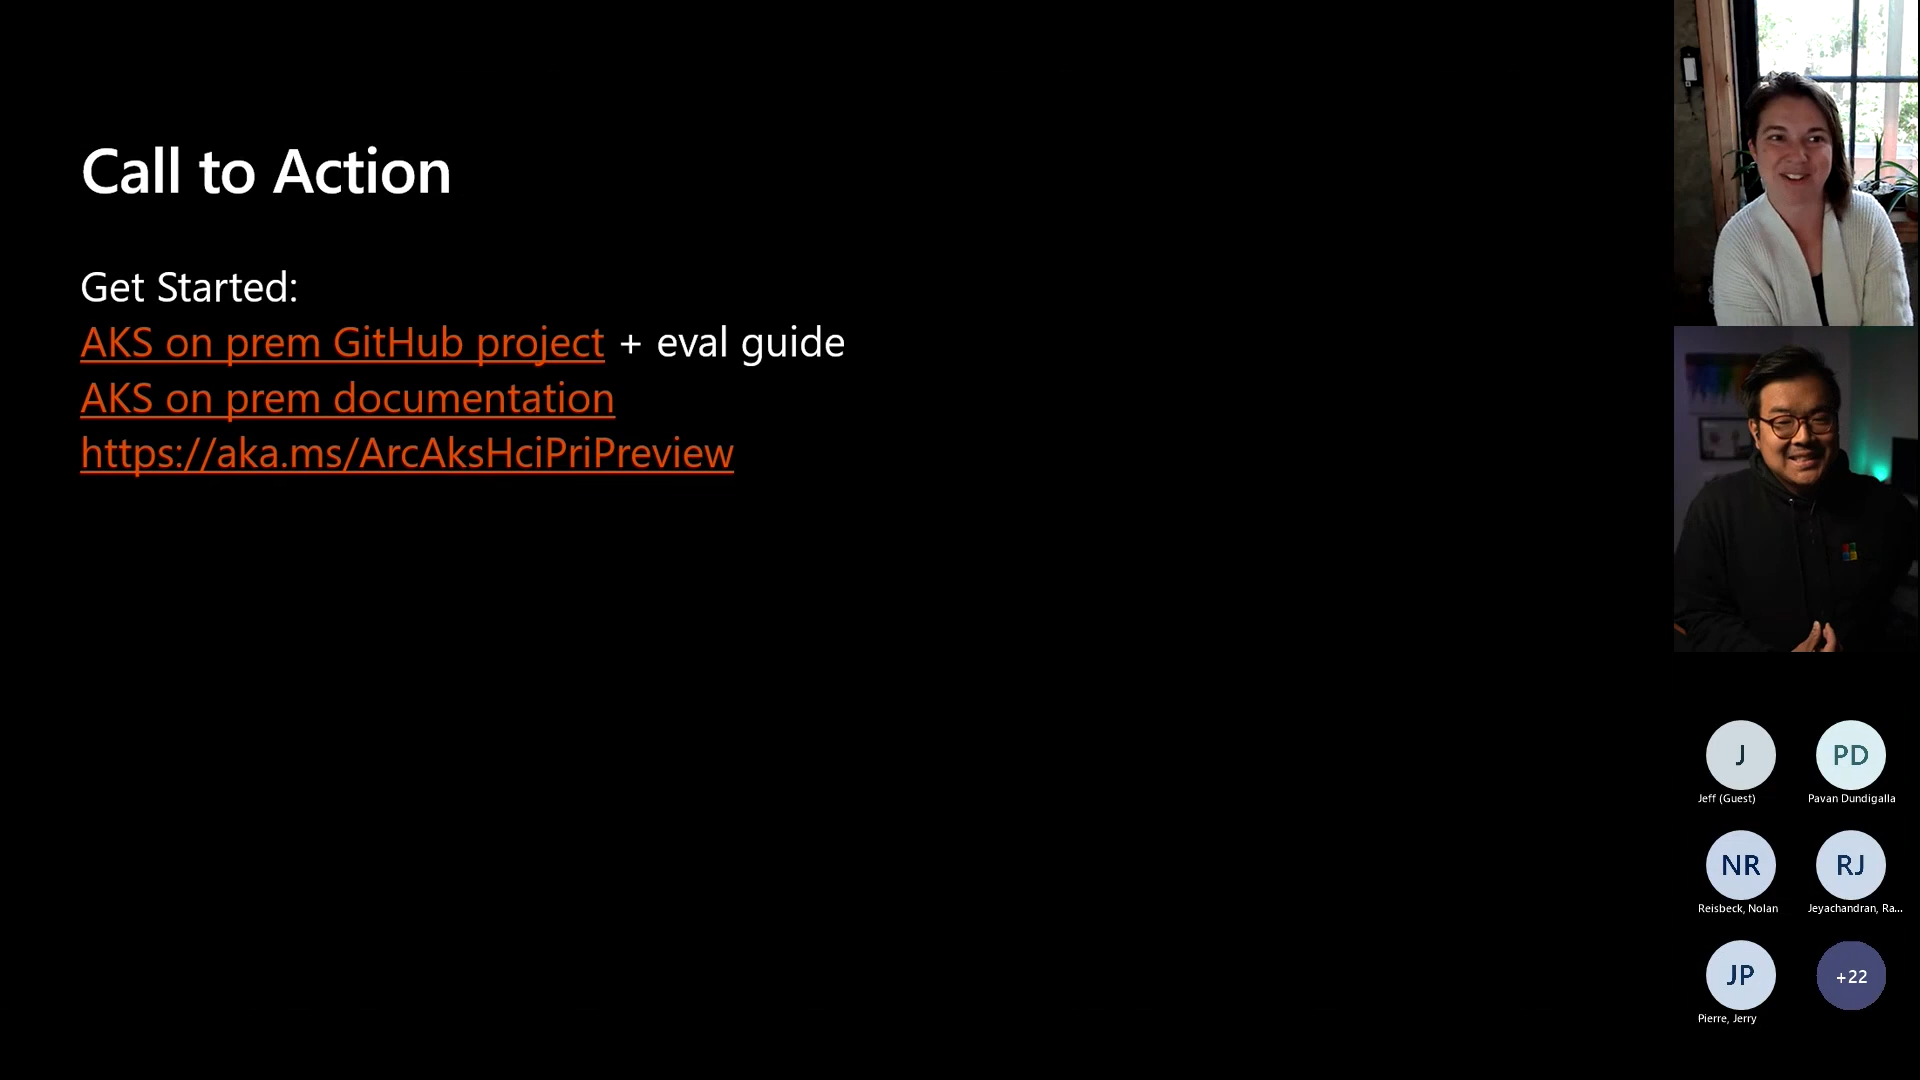 Call to Action
Get Started:
AKS on prem GitHub project + eval guide
AKS on prem documentation
https://aka.ms/ArcAksHciPriPreview
J
PD
Jeff (Guest)
Pavan Dundigalla
NR
RJ
Reisbeck, Nolan
Jeyachandran, Ra...
JP
+22
Pierre, Jerry